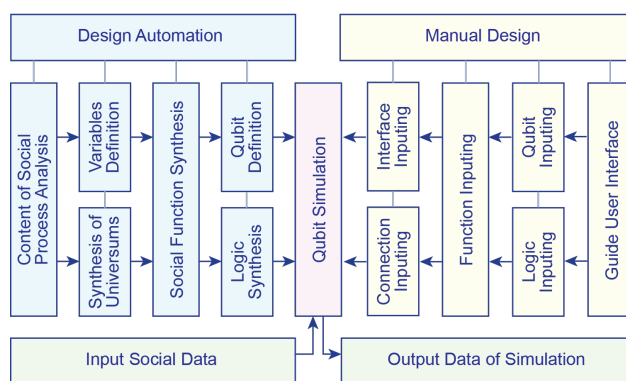 Design Automation
Manual Design
Content of Social
Process Analysis
Variables
Definition
Synthesis of
Universums
Social Function Synthesis
Qubit
Definition
Logic
Synthesis
Qubit Simulation
Interface
Inputing
Connection
Inputing
Function Inputing
Qubit
Inputing
Logic
Inputing
Guide User Interface
Input Social Data
Output Data of Simulation